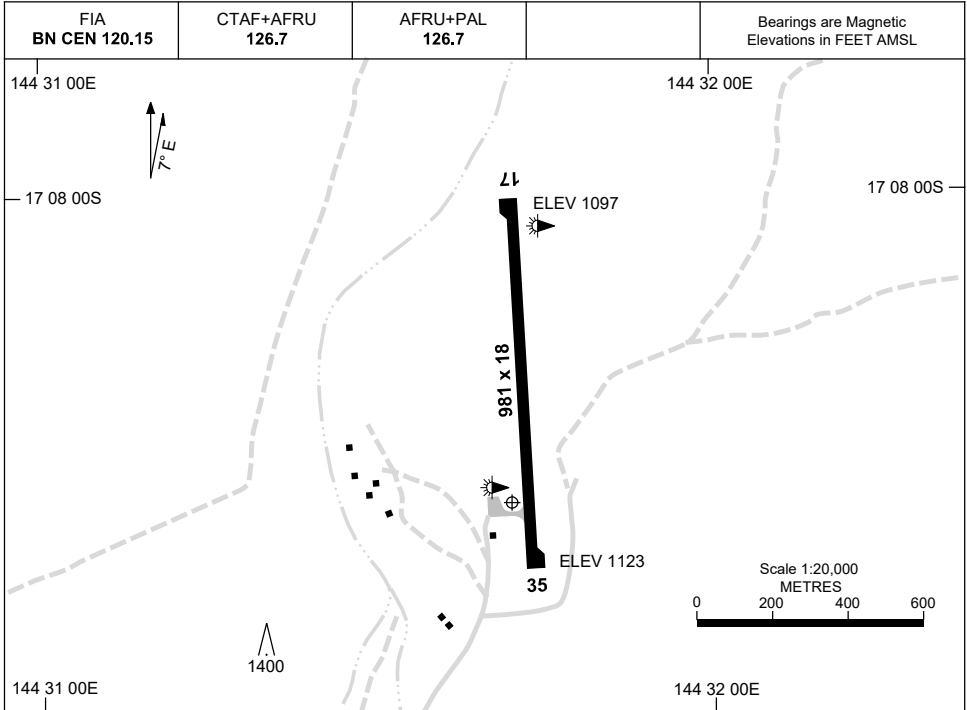 FIA
BN CEN 120.15
CTAF+AFRU
126.7
AFRU+PAL
126.7
Bearings are Magnetic
Elevations in FEET AMSL
144 31 00E
144 32 00E
7° E
17 08 00S
17 08 00S
17
ELEV 1097
981 x 18
ELEV 1123
35
Scale 1:20,000
METRES
0 200 400 600
1400
144 31 00E
144 32 00E